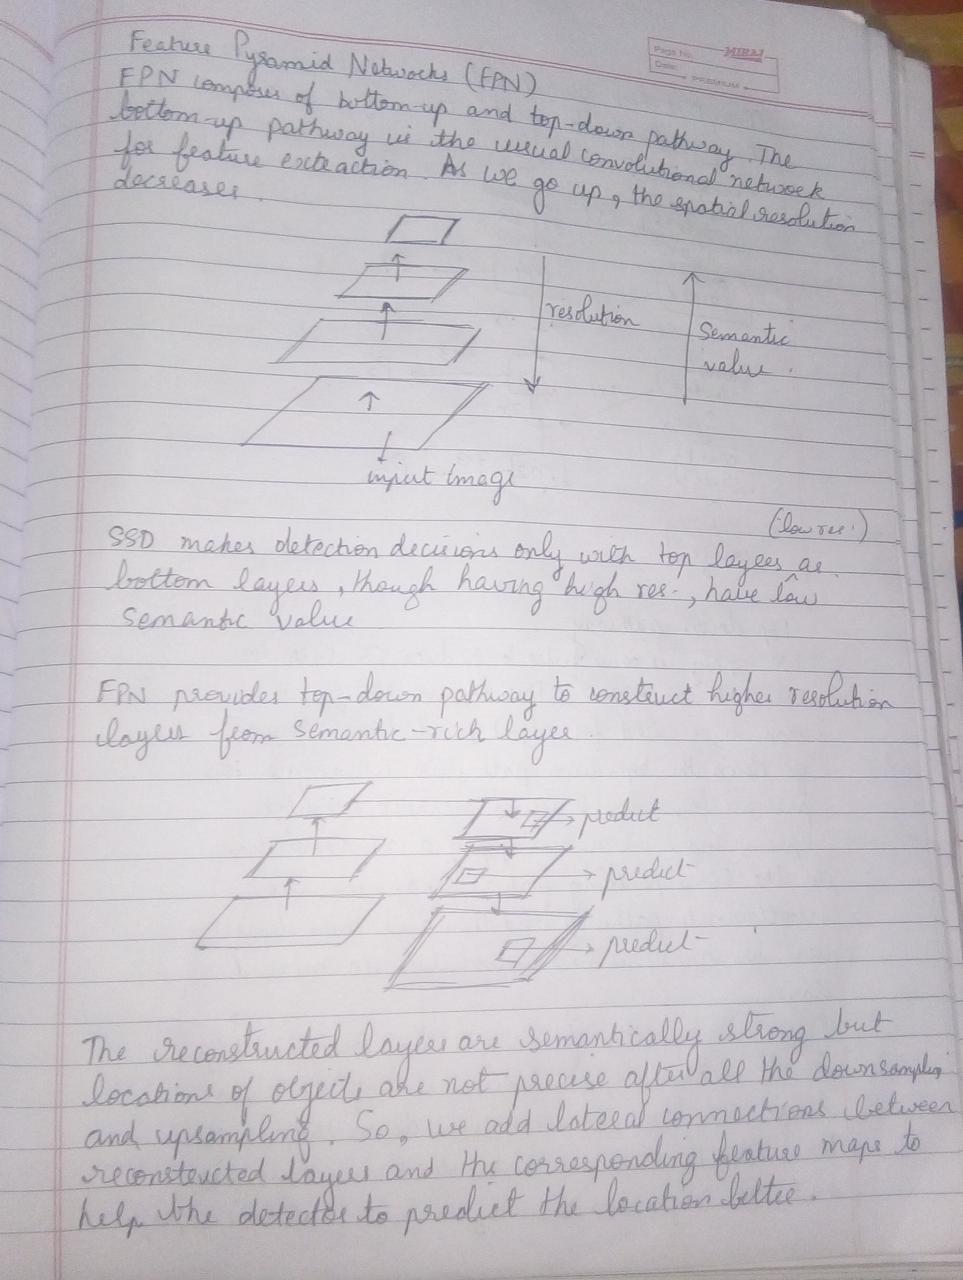 Page No.
MIRAJ
Date:
PREMIUM
Feature Pyramid Networks (FPN)
FPN composes of bottom-up and top-down pathway. The
bottom-up pathway is the usual convolutional network
for feature extraction. As we go up, the spatial resolution
decreases.
resolution
Semantic
value.
input image
(low res.)
SSD makes detection decisions only with top layers as
bottom layers, though having high res., have low
semantic value
FPN provides top-down pathway to construct higher resolution
layers from semantic-rich layer.
predict
predict
predict
The reconstructed layers are semantically strong but
locations of objects are not precise after all the downsampling
and upsampling. So, we add lateral connections between
reconstructed layers and the corresponding feature maps to
help the detector to predict the location better.